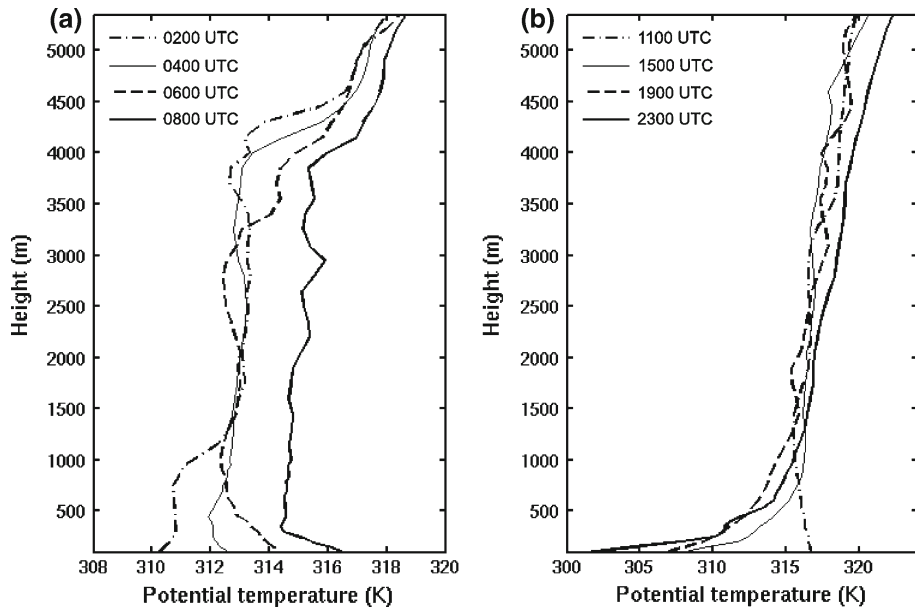 (a)
0200 UTC
0400 UTC
0600 UTC
0800 UTC
5000
4500
4000
3500
3000
2500
2000
1500
1000
500
Height (m)
308 310 312 314 316 318 320
Potential temperature (K)
(b)
1100 UTC
1500 UTC
1900 UTC
2300 UTC
5000
4500
4000
3500
3000
2500
2000
1500
1000
500
Height (m)
300 305 310 315 320
Potential temperature (K)